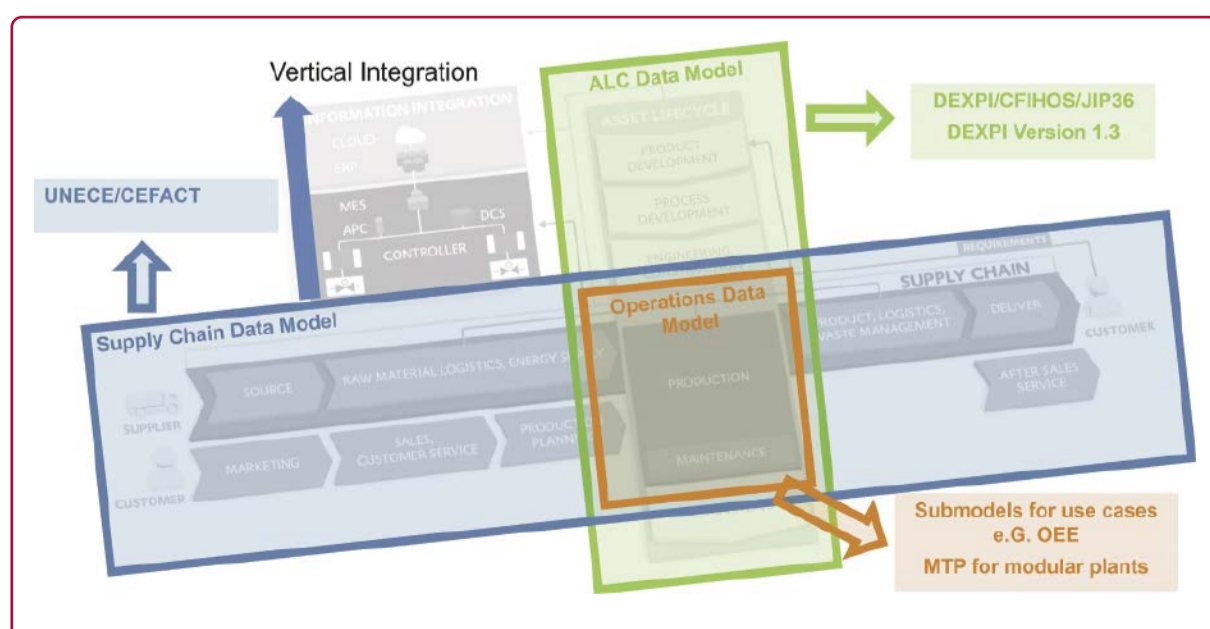 Vertical Integration
ALC Data Model
DEXPI/CFIHOS/JIP36
DEXPI Version 1.3
INFORMATION INTEGRATION
CLOUD
ERP
MES
APC
DCS
CONTROLLER
ASSET LIFECYCLE
PRODUCT
DEVELOPMENT
PROCESS
DEVELOPMENT
ENGINEERING
UNECE/CEFACT
REQUIREMENTS
SUPPLY CHAIN
Supply Chain Data Model
Operations Data
Model
SUPPLIER
SOURCE
RAW MATERIAL LOGISTICS, ENERGY SUPPLY
PRODUCTION
PRODUCT, LOGISTICS,
WASTE MANAGEMENT
DELIVER
CUSTOMER
AFTER SALES
SERVICE
CUSTOMER
MARKETING
SALES,
CUSTOMER SERVICE
PRODUCTION
PLANNING
MAINTENANCE
Submodels for use cases
e.G. OEE
MTP for modular plants